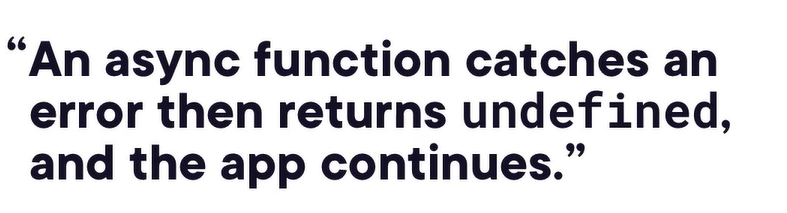 “An async function catches an
error then returns undefined,
and the app continues.”